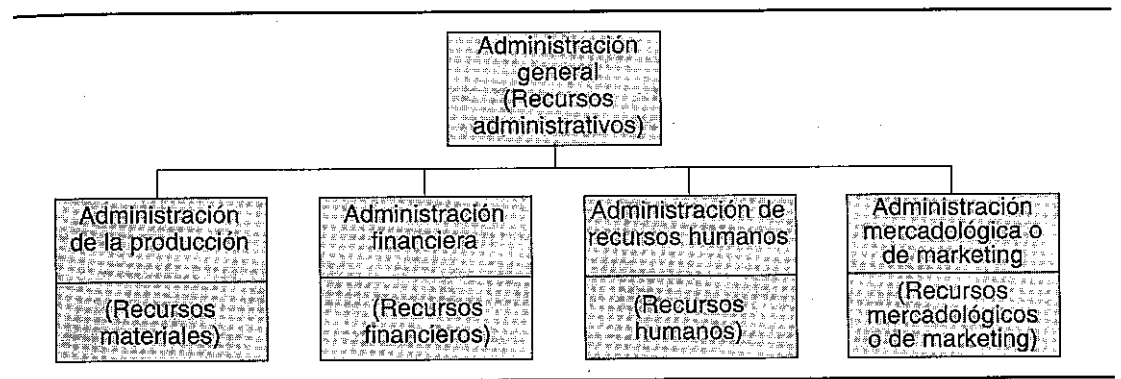 Administración
general
(Recursos
administrativos)
Administración
de la producción
(Recursos
materiales)
Administración
financiera
(Recursos
financieros)
Administración de
recursos humanos
(Recursos
humanos)
Administración
mercadológica o
de marketing
(Recursos
mercadológicos
o de marketing)